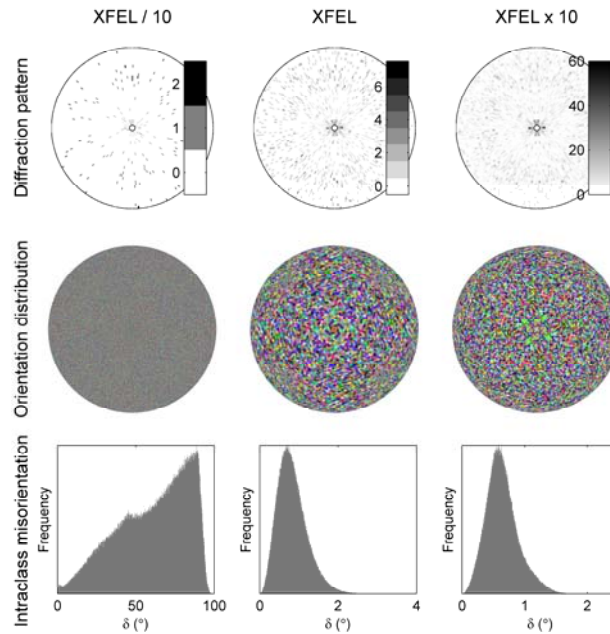 XFEL / 10
XFEL
XFEL x 10
Diffraction pattern
2
1
0
6
4
2
0
60
40
20
0
Orientation distribution
Intraclass misorientation
Frequency
0
50
100
δ (°)
Frequency
0
2
4
δ (°)
Frequency
0
1
2
δ (°)